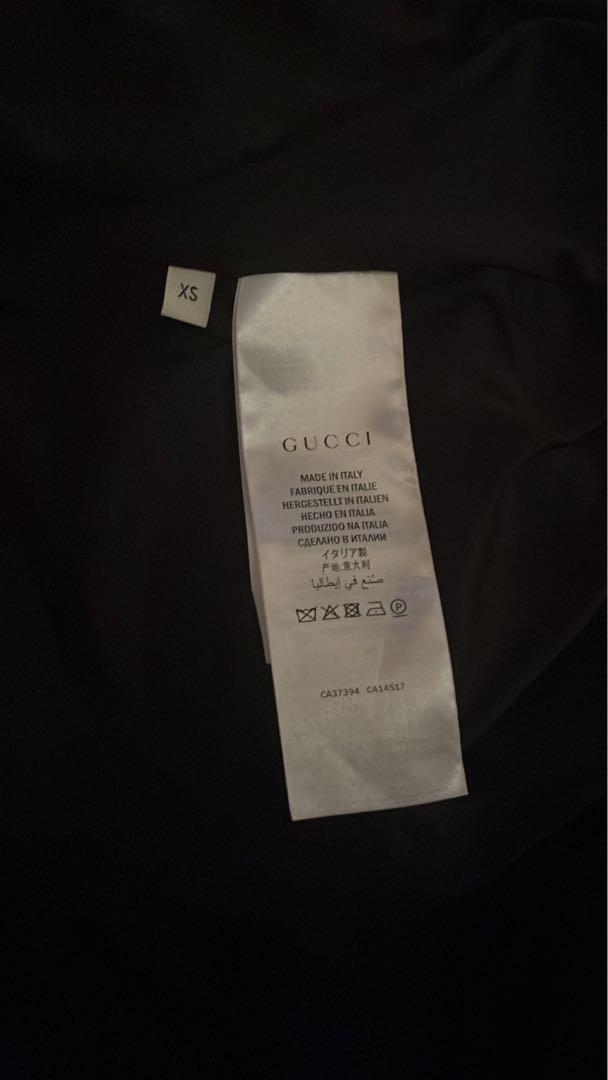 XS
GUCCI
MADE IN ITALY
FABRIQUE EN ITALIE
HERGESTELLT IN ITALIEN
HECHO EN ITALIA
PRODUZIDO NA ITALIA
СДЕЛАНО В ИТАЛИИ
イタリア製
产地:意大利
صُنع في إيطاليا
P
CA37394 CA14517